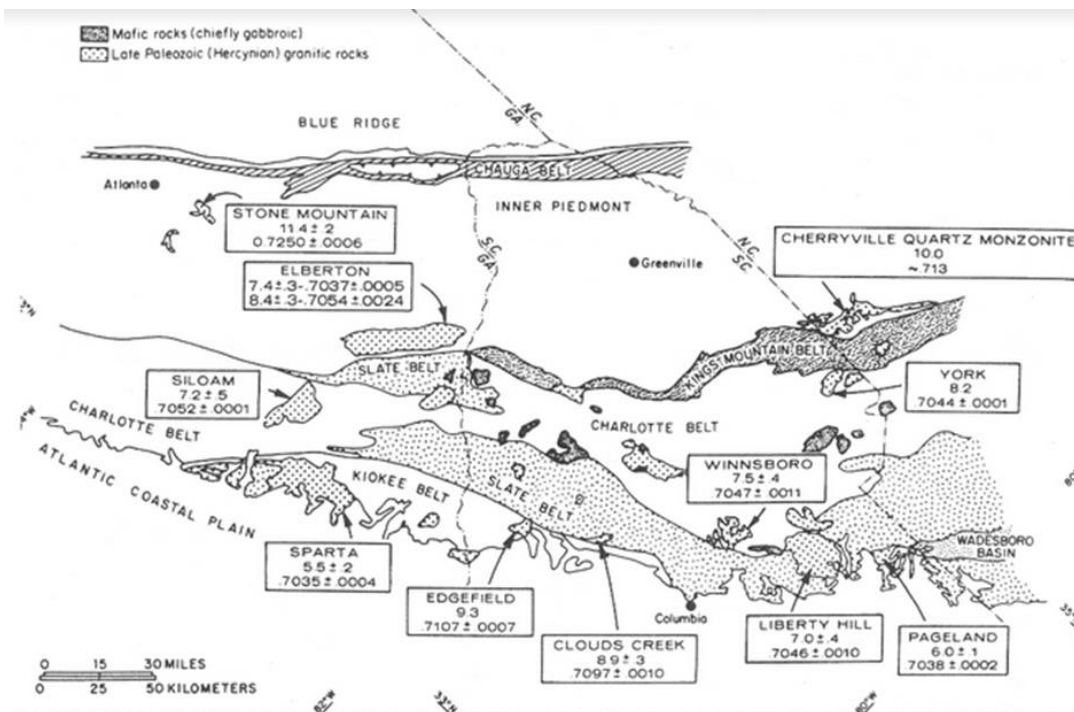 Mafic rocks (chiefly gabbroic)
Late Paleozoic (Hercynian) granitic rocks
N.C.
GA.
BLUE RIDGE
CHAUGA BELT
Atlanta
INNER PIEDMONT
STONE MOUNTAIN
11.4 ± 2
0.7250 ± .0006
S.C.
GA.
N.C.
S.C.
CHERRYVILLE QUARTZ MONZONITE
10.0
~.713
Greenville
ELBERTON
7.4±.3-.7037±.0005
8.4±.3-.7054±.0024
SLATE BELT
KINGS MOUNTAIN BELT
SILOAM
7.2±5
.7052±.0001
YORK
8.2
.7044±.0001
CHARLOTTE BELT
CHARLOTTE BELT
ATLANTIC COASTAL PLAIN
KIOKEE BELT
SLATE BELT
WINNSBORO
7.5±.4
.7047±.0011
WADESBORO
BASIN
SPARTA
5.5±2
.7035±.0004
EDGEFIELD
9.3
.7107±.0007
Columbia
CLOUDS CREEK
8.9±3
.7097±.0010
LIBERTY HILL
7.0±.4
.7046±.0010
PAGELAND
6.0±.1
.7038±.0002
0 15 30 MILES
0 25 50 KILOMETERS
82°W
33°N
80°W